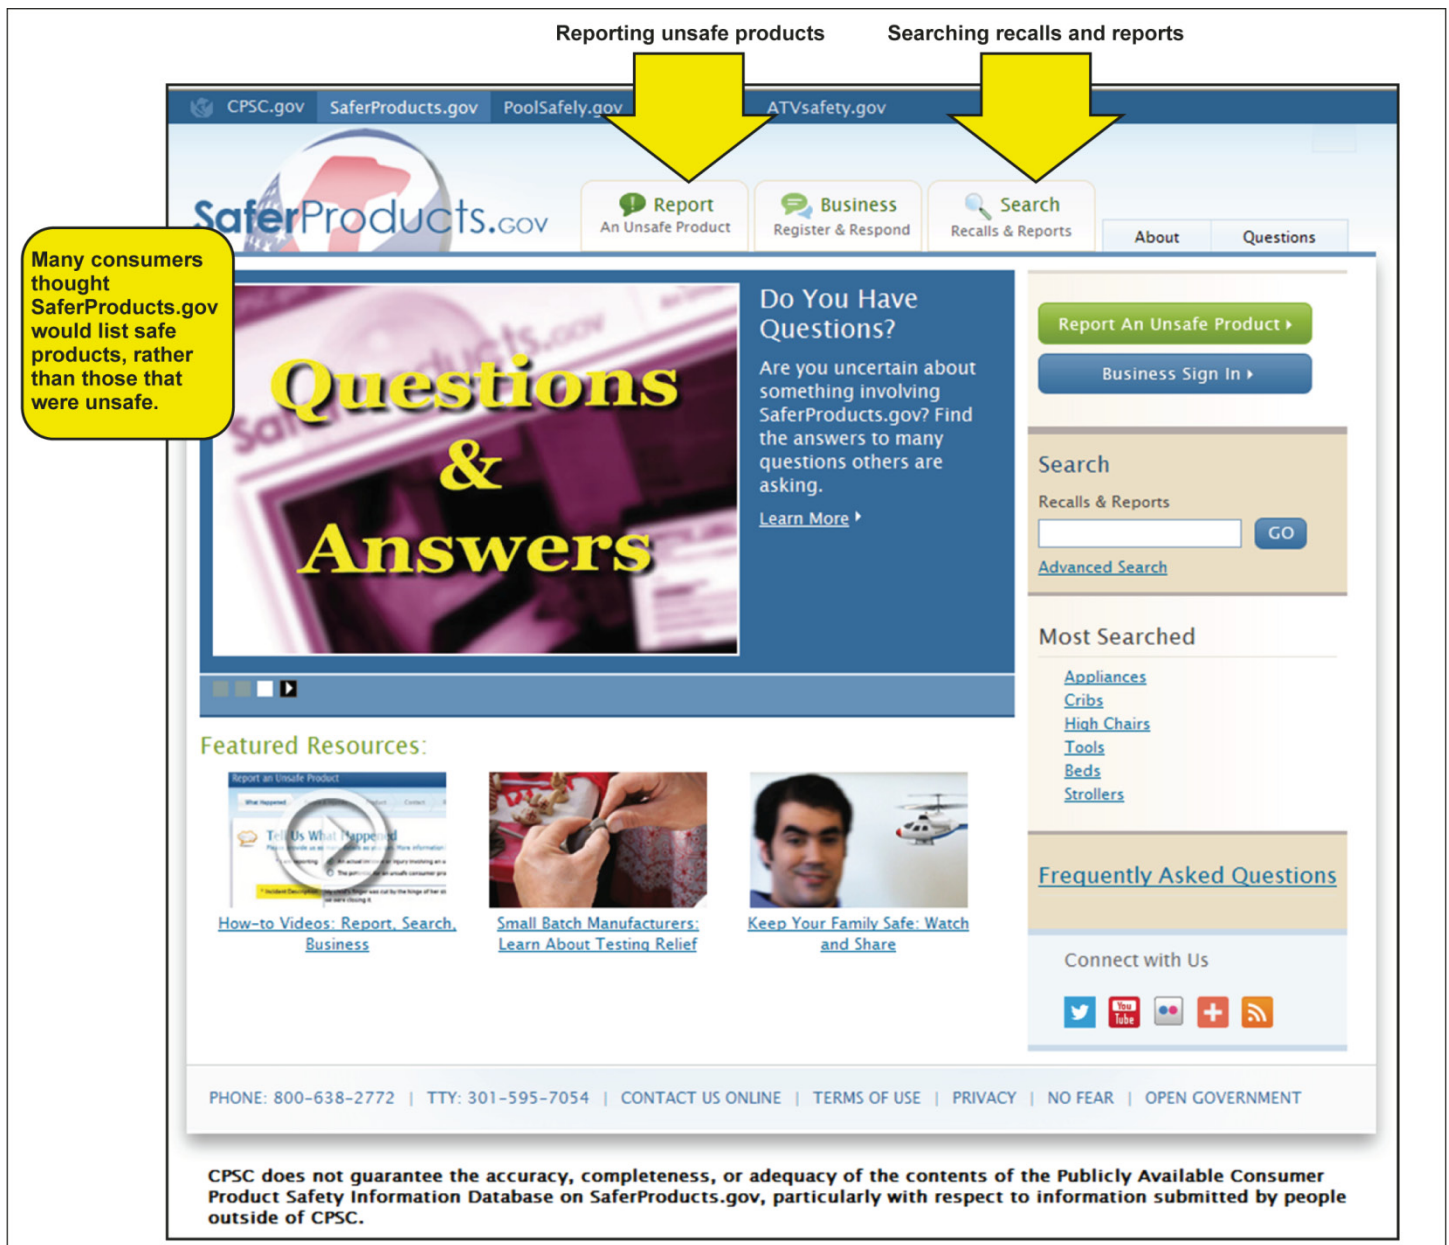 Reporting unsafe products
Searching recalls and reports
CPSC.gov SaferProducts.gov PoolSafely.gov ATVsafety.gov
SaferProducts.GOV
Report
An Unsafe Product
Business
Register & Respond
Search
Recalls & Reports
About
Questions
Many consumers
thought
SaferProducts.gov
would list safe
products, rather
than those that
were unsafe.
Questions
&
Answers
Do You Have
Questions?
Are you uncertain about
something involving
SaferProducts.gov? Find
the answers to many
questions others are
asking.
Learn More
Report An Unsafe Product
Business Sign In
Search
Recalls & Reports
GO
Advanced Search
Most Searched
Appliances
Cribs
High Chairs
Tools
Beds
Strollers
Frequently Asked Questions
Connect with Us
You
Tube
Featured Resources:
Report an Unsafe Product
What Happened
Contact
Tell Us What Happened
How-to Videos: Report, Search,
Business
Small Batch Manufacturers:
Learn About Testing Relief
Keep Your Family Safe: Watch
and Share
PHONE: 800-638-2772 | TTY: 301-595-7054 | CONTACT US ONLINE | TERMS OF USE | PRIVACY | NO FEAR | OPEN GOVERNMENT
CPSC does not guarantee the accuracy, completeness, or adequacy of the contents of the Publicly Available Consumer
Product Safety Information Database on SaferProducts.gov, particularly with respect to information submitted by people
outside of CPSC.